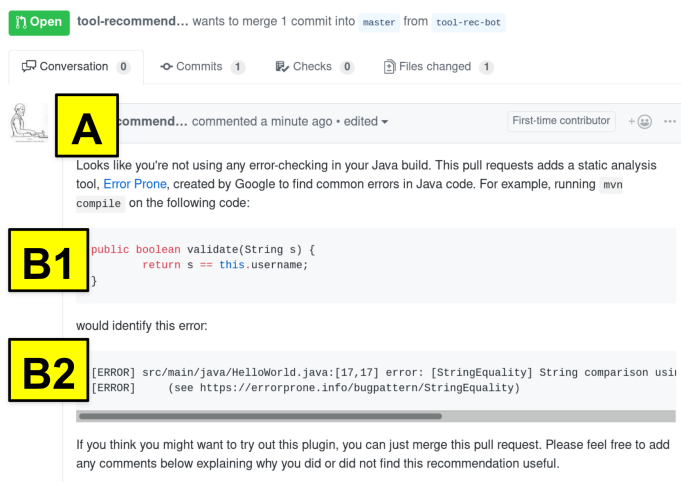 Open tool-recommend… wants to merge 1 commit into master from tool-rec-bot
Conversation 0 Commits 1 Checks 0 Files changed 1
A commend… commented a minute ago • edited First-time contributor
Looks like you're not using any error-checking in your Java build. This pull requests adds a static analysis
tool, Error Prone, created by Google to find common errors in Java code. For example, running mvn
compile on the following code:
B1
public boolean validate(String s) {
return s == this.username;
}
would identify this error:
B2
[ERROR] src/main/java/HelloWorld.java:[17,17] error: [StringEquality] String comparison
[ERROR] (see https://errorprone.info/bugpattern/StringEquality)
If you think you might want to try out this plugin, you can just merge this pull request. Please feel free to add
any comments below explaining why you did or did not find this recommendation useful.